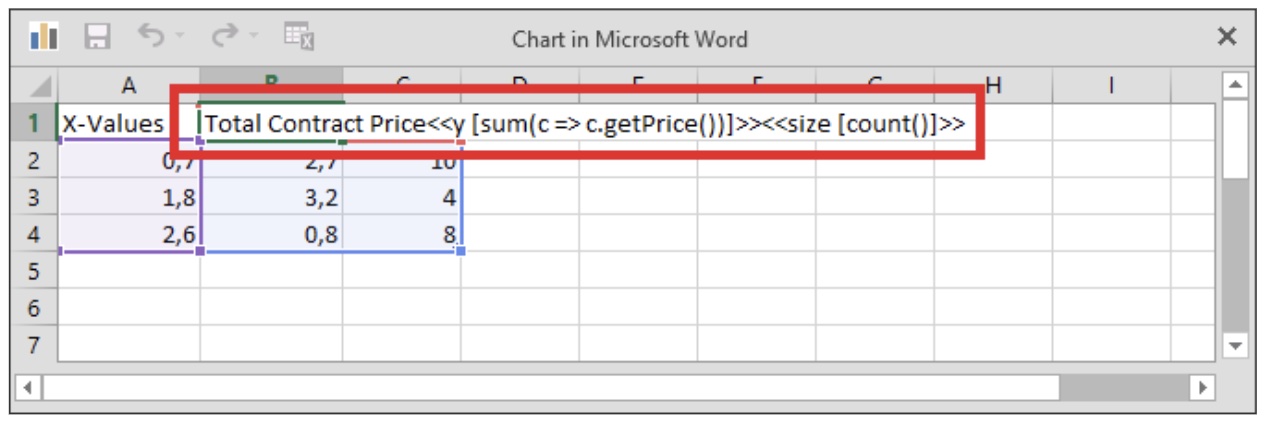 Chart in Microsoft Word
A B C D E F G H I
1 X-Values Total Contract Price<<y [sum(c => c.getPrice())]>><<size [count()]>>
2 0,7 2,7 10
3 1,8 3,2 4
4 2,6 0,8 8
5
6
7